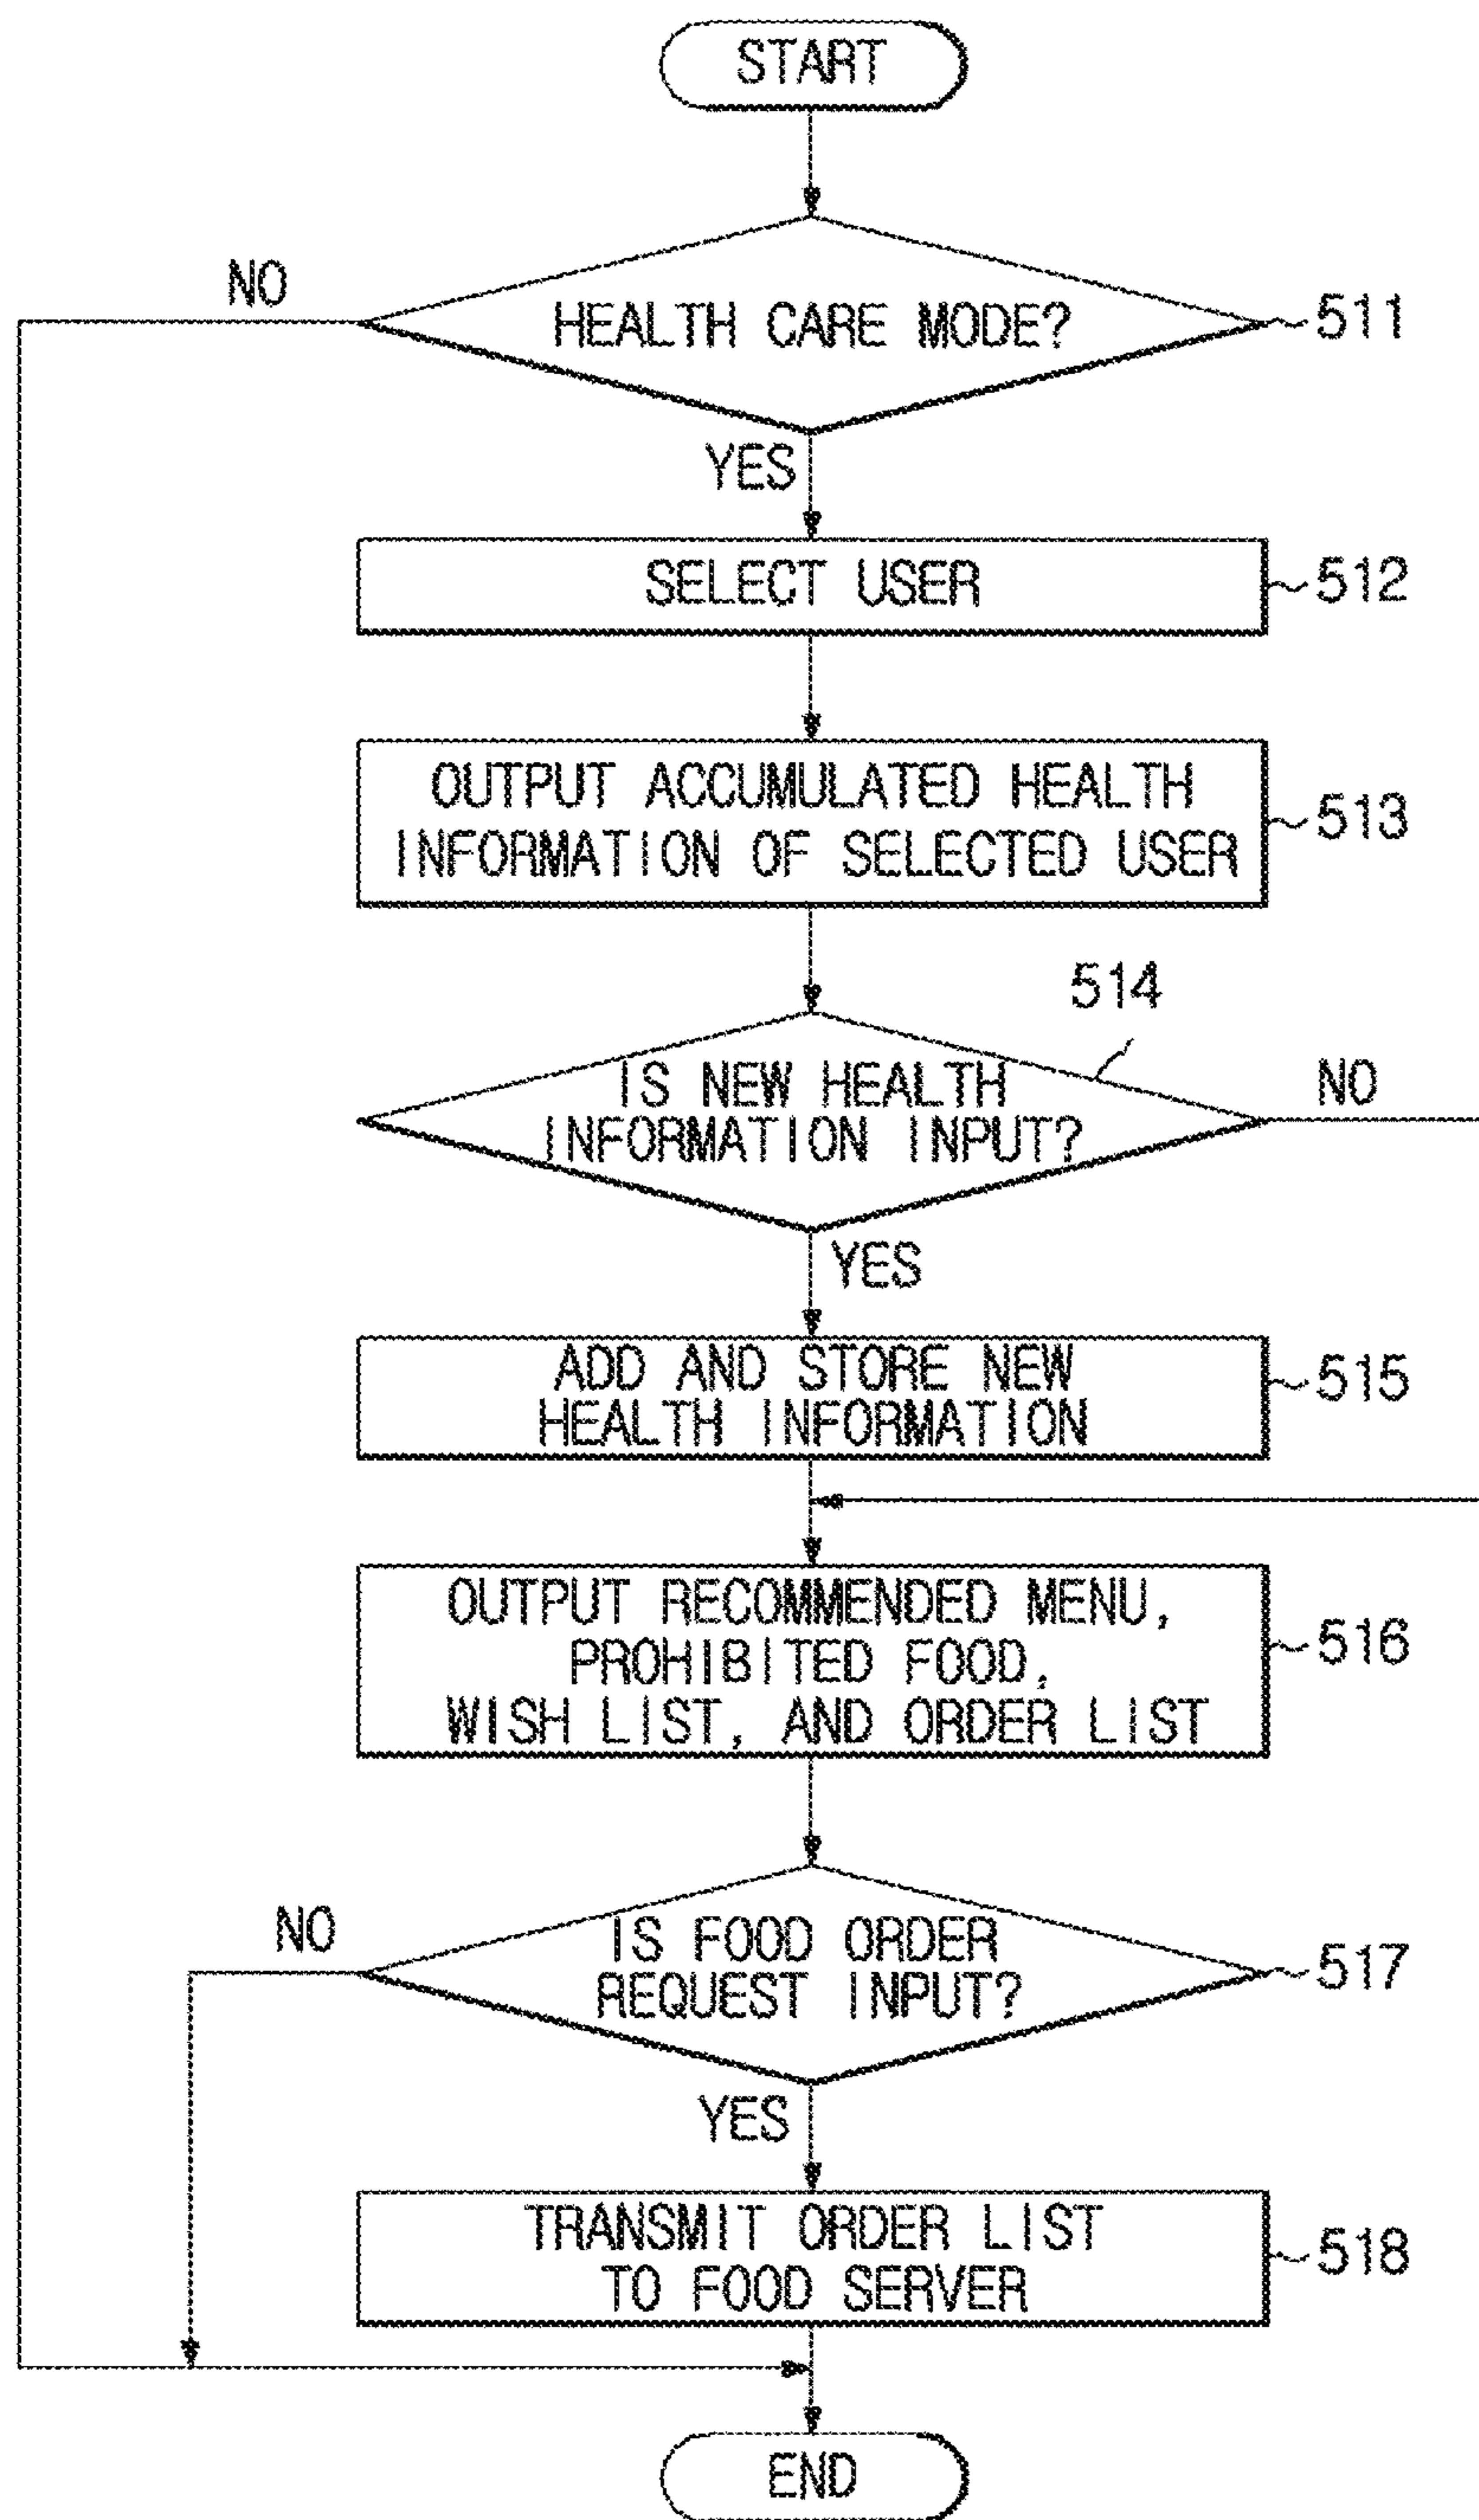 START
NO
HEALTH CARE MODE?
511
YES
SELECT USER
512
OUTPUT ACCUMULATED HEALTH
INFORMATION OF SELECTED USER
513
514
IS NEW HEALTH
INFORMATION INPUT?
NO
YES
ADD AND STORE NEW
HEALTH INFORMATION
515
OUTPUT RECOMMENDED MENU,
PROHIBITED FOOD,
WISH LIST, AND ORDER LIST
516
NO
IS FOOD ORDER
REQUEST INPUT?
517
YES
TRANSMIT ORDER LIST
TO FOOD SERVER
518
END